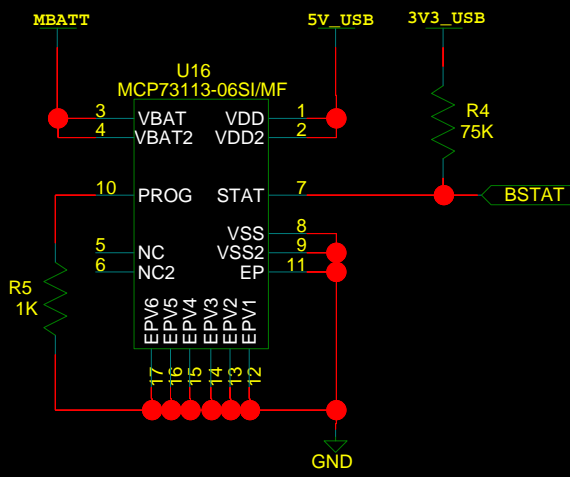 MBATT
5V_USB
3V3_USB
U16
MCP73113-06SI/MF
R4
75K
3 VBAT VDD 1
4 VBAT2 VDD2 2
10 PROG STAT 7
BSTAT
VSS 8
5 NC VSS2 9
6 NC2 EP 11
R5
1K
EPV6 EPV5 EPV4 EPV3 EPV2 EPV1
17 16 15 14 13 12
GND